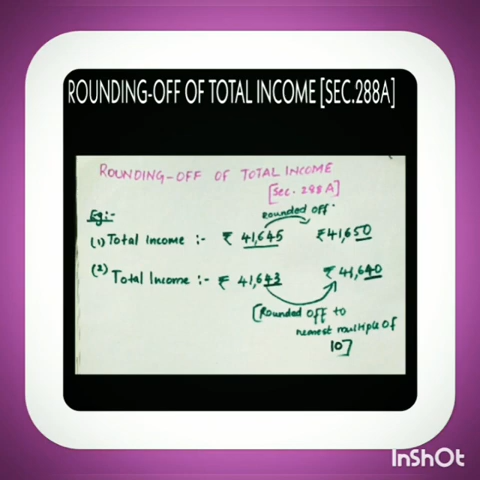 ROUNDING-OFF OF TOTAL INCOME [SEC.288A]
ROUNDING-OFF OF TOTAL INCOME
[Sec. 288A]
Eg:-
rounded off.
(1) Total Income :- ₹ 41,645 ₹41,650
(2) Total Income :- ₹ 41,643 ₹ 41,640
[Rounded off to
nearest multiple of
10]
InShOt